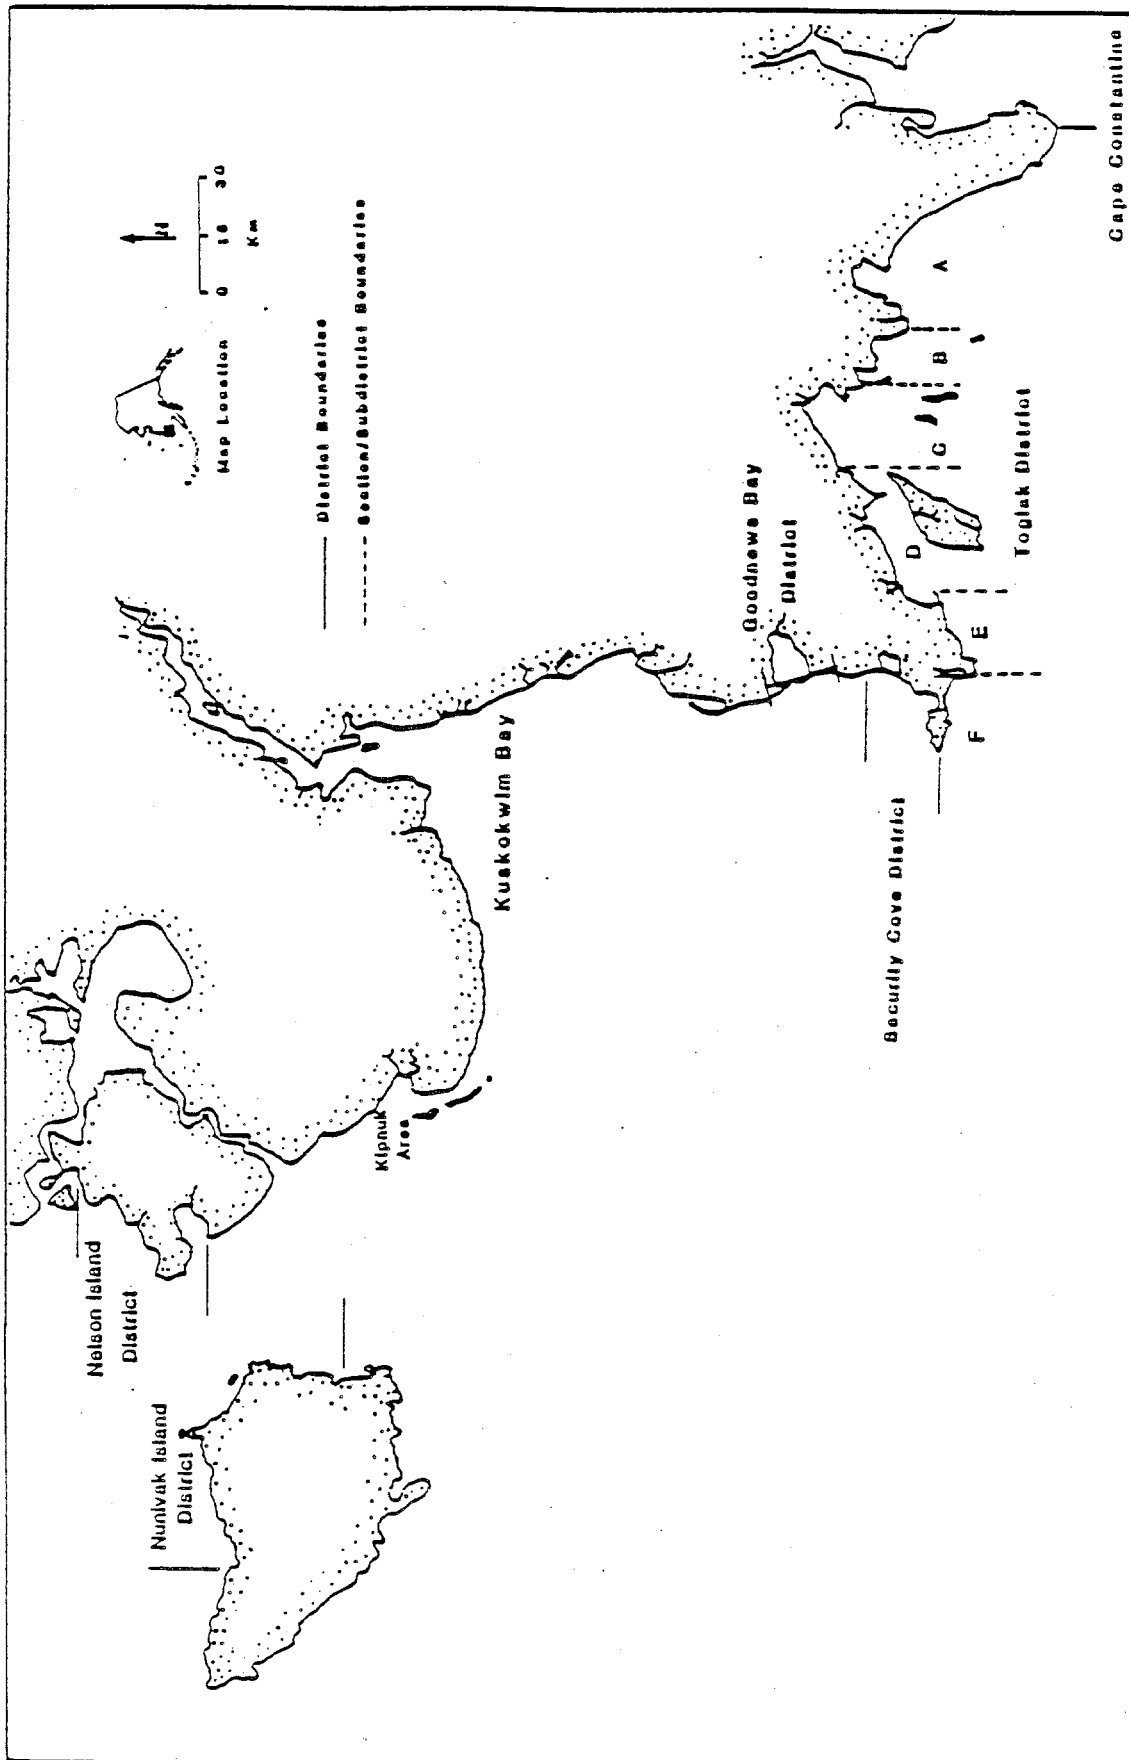 Nunivak Island
District
Nelson Island
District
Kipnuk
Area
Kuskokwim Bay
Map Location
N
0 15 30
Km
District Boundaries
Section/Subdistrict Boundaries
Goodnews Bay
District
Security Cove District
F
E
D
C
B
A
Togiak District
Cape Constantine